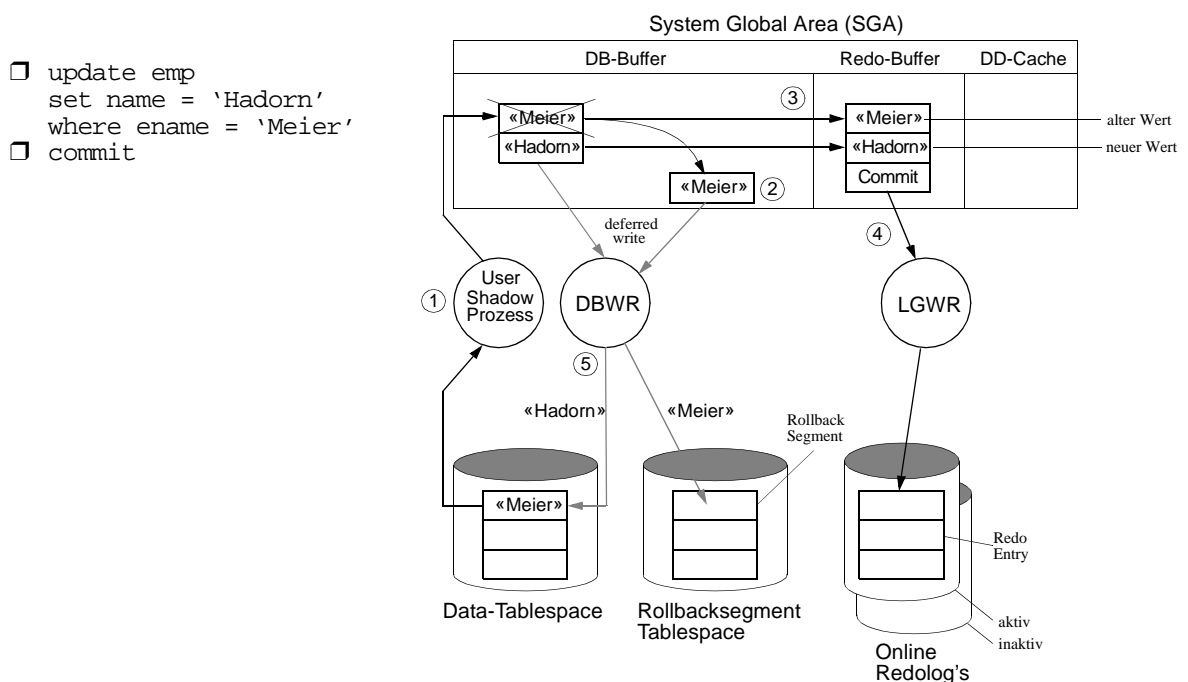 System Global Area (SGA)
❒ update emp
set name = ‘Hadorn’
where ename = ‘Meier’
❒ commit
DB-Buffer
Redo-Buffer
DD-Cache
③
«Meier»
«Hadorn»
«Meier»
②
«Meier»
«Hadorn»
Commit
alter Wert
neuer Wert
deferred
write
④
①
User
Shadow
Prozess
DBWR
LGWR
⑤
«Hadorn»
«Meier»
Rollback
Segment
«Meier»
Redo
Entry
Data-Tablespace
Rollbacksegment
Tablespace
aktiv
inaktiv
Online
Redolog's